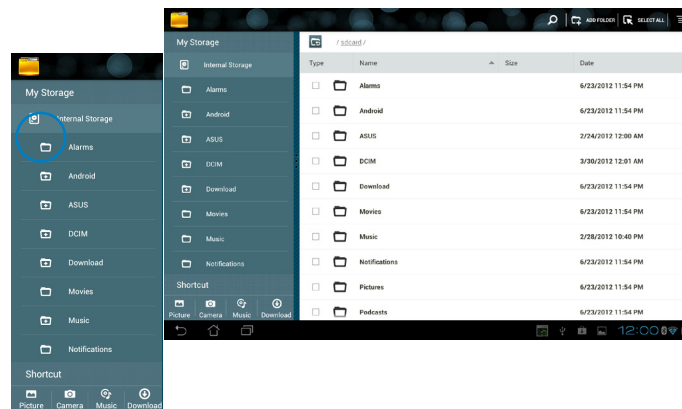 My Storage
Internal Storage
Alarms
Android
ASUS
DCIM
Download
Movies
Music
Notifications
Shortcut
Picture Camera Music Download
ADD FOLDER SELECT ALL
My Storage
Internal Storage
Alarms
Android
ASUS
DCIM
Download
Movies
Music
Notifications
Shortcut
Picture Camera Music Download
/ sdcard /
Type Name Size Date
Alarms 6/23/2012 11:54 PM
Android 6/23/2012 11:54 PM
ASUS 2/24/2012 12:00 AM
DCIM 3/30/2012 12:01 AM
Download 6/23/2012 11:54 PM
Movies 6/23/2012 11:54 PM
Music 2/28/2012 10:40 PM
Notifications 6/23/2012 11:54 PM
Pictures 6/23/2012 11:54 PM
Podcasts 6/23/2012 11:54 PM
12:00